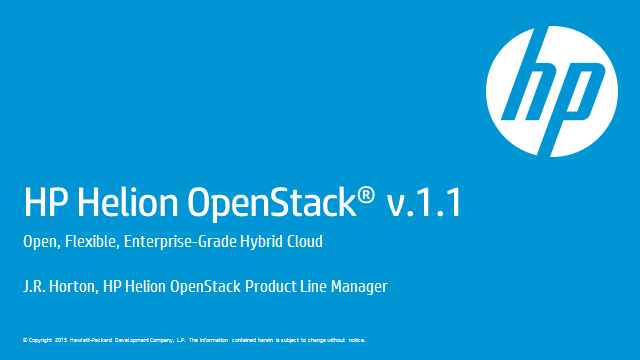 hp
HP Helion OpenStack® v.1.1
Open, Flexible, Enterprise-Grade Hybrid Cloud
J.R. Horton, HP Helion OpenStack Product Line Manager
© Copyright 2015 Hewlett-Packard Development Company, L.P. The information contained herein is subject to change without notice.